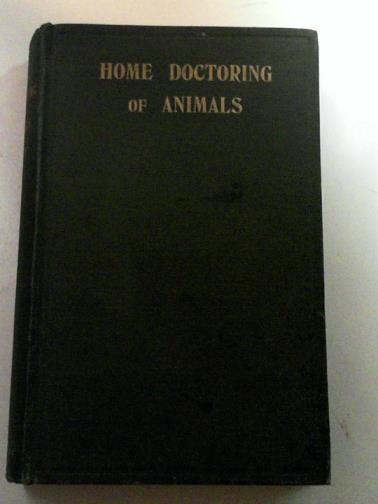 HOME DOCTORING
OF ANIMALS